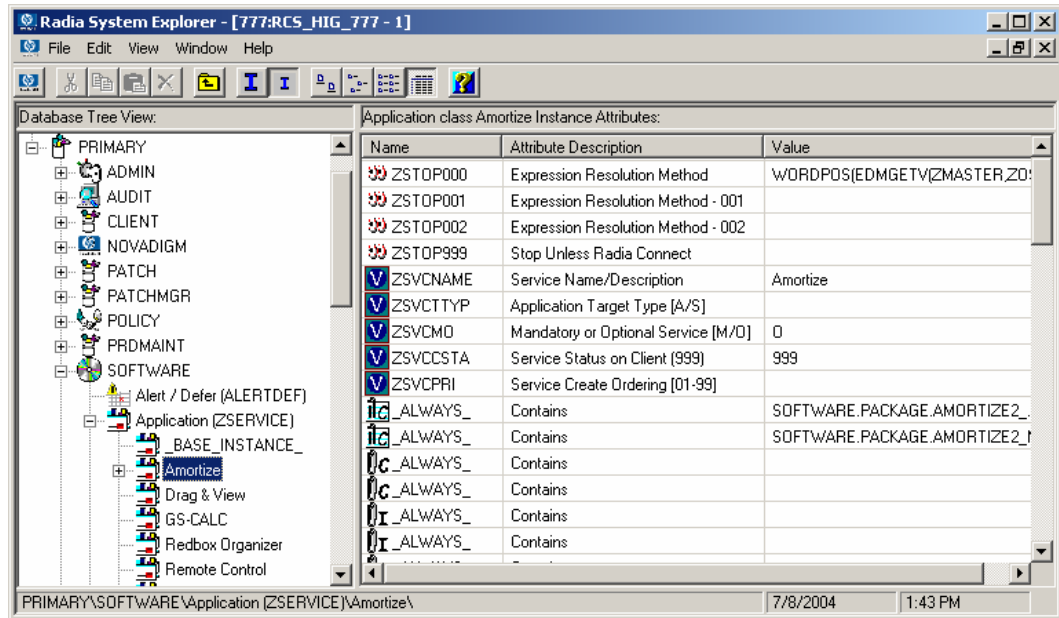 Radia System Explorer - [777:RCS_HIG_777 - 1]
File Edit View Window Help
Database Tree View:
Application class Amortize Instance Attributes:
PRIMARY
ADMIN
AUDIT
CLIENT
NOVADIGM
PATCH
PATCHMGR
POLICY
PRDMAINT
SOFTWARE
Alert / Defer (ALERTDEF)
Application (ZSERVICE)
_BASE_INSTANCE_
Amortize
Drag & View
GS-CALC
Redbox Organizer
Remote Control
Name Attribute Description Value
ZSTOP000 Expression Resolution Method WORDPOS(EDMGETV(ZMASTER,ZO
ZSTOP001 Expression Resolution Method - 001
ZSTOP002 Expression Resolution Method - 002
ZSTOP999 Stop Unless Radia Connect
V ZSVCNAME Service Name/Description Amortize
V ZSVCTTYP Application Target Type [A/S]
V ZSVCMO Mandatory or Optional Service [M/O] O
V ZSVCCSTA Service Status on Client (999) 999
V ZSVCPRI Service Create Ordering [01-99]
C _ALWAYS_ Contains SOFTWARE.PACKAGE.AMORTIZE2_
C _ALWAYS_ Contains SOFTWARE.PACKAGE.AMORTIZE2_
C _ALWAYS_ Contains
C _ALWAYS_ Contains
I _ALWAYS_ Contains
I _ALWAYS_ Contains
PRIMARY\SOFTWARE\Application (ZSERVICE)\Amortize\ 7/8/2004 1:43 PM